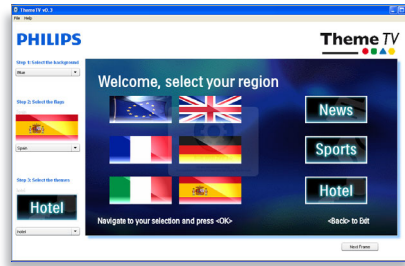 ThemeTV v0.3
File Help
PHILIPS
Theme TV
Step 1: Select the background
Blue
Step 2: Select the flags
Spain
Step 3: Select the themes
Hotel
hotel
Welcome, select your region
News
Sports
Hotel
Navigate to your selection and press <OK>
<Back> to Exit
Next Frame